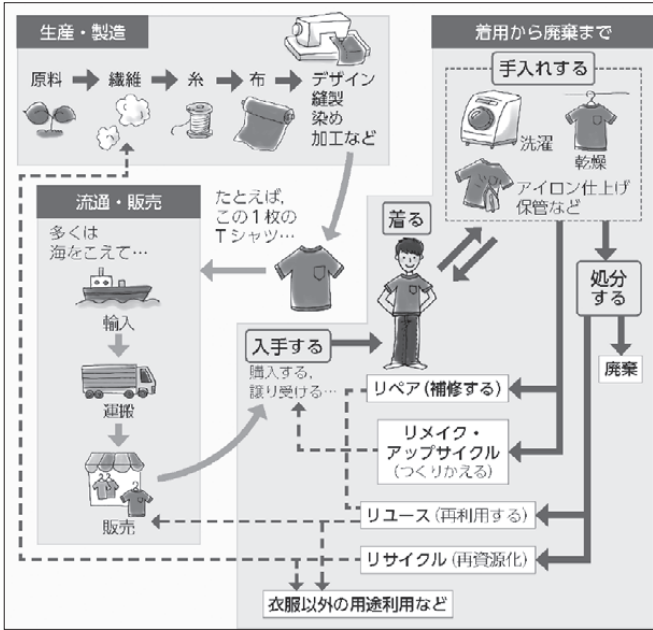 生産・製造
原料
繊維
糸
布
デザイン
縫製
染め
加工など
流通・販売
多くは
海をこえて…
輸入
運搬
販売
たとえば，
この1枚の
Tシャツ…
着用から廃棄まで
手入れする
洗濯
乾燥
アイロン仕上げ
保管など
着る
入手する
購入する，
譲り受ける…
処分
する
廃棄
リペア（補修する）
リメイク・
アップサイクル
（つくりかえる）
リユース（再利用する）
リサイクル（再資源化）
衣服以外の用途利用など